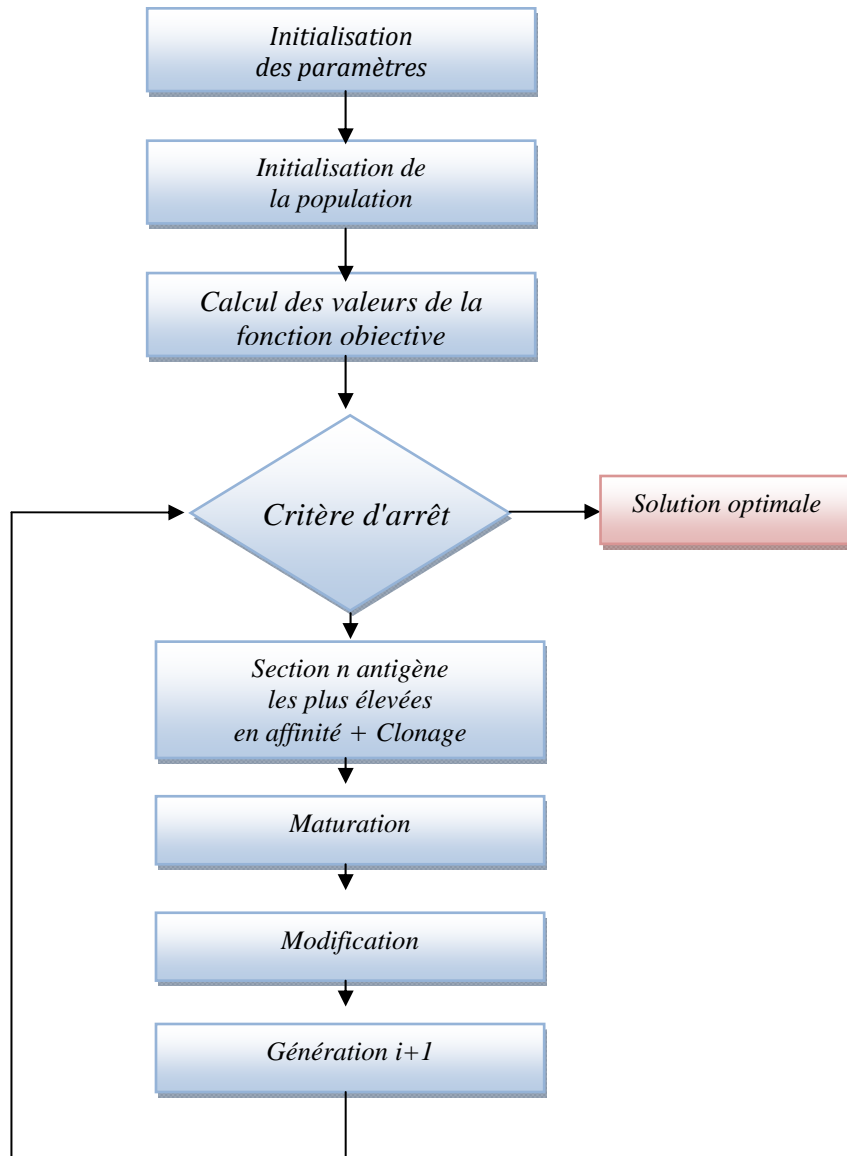 Initialisation
des paramètres
Initialisation de
la population
Calcul des valeurs de la
fonction obiective
Critère d'arrêt
Solution optimale
Section n antigène
les plus élevées
en affinité + Clonage
Maturation
Modification
Génération i+1